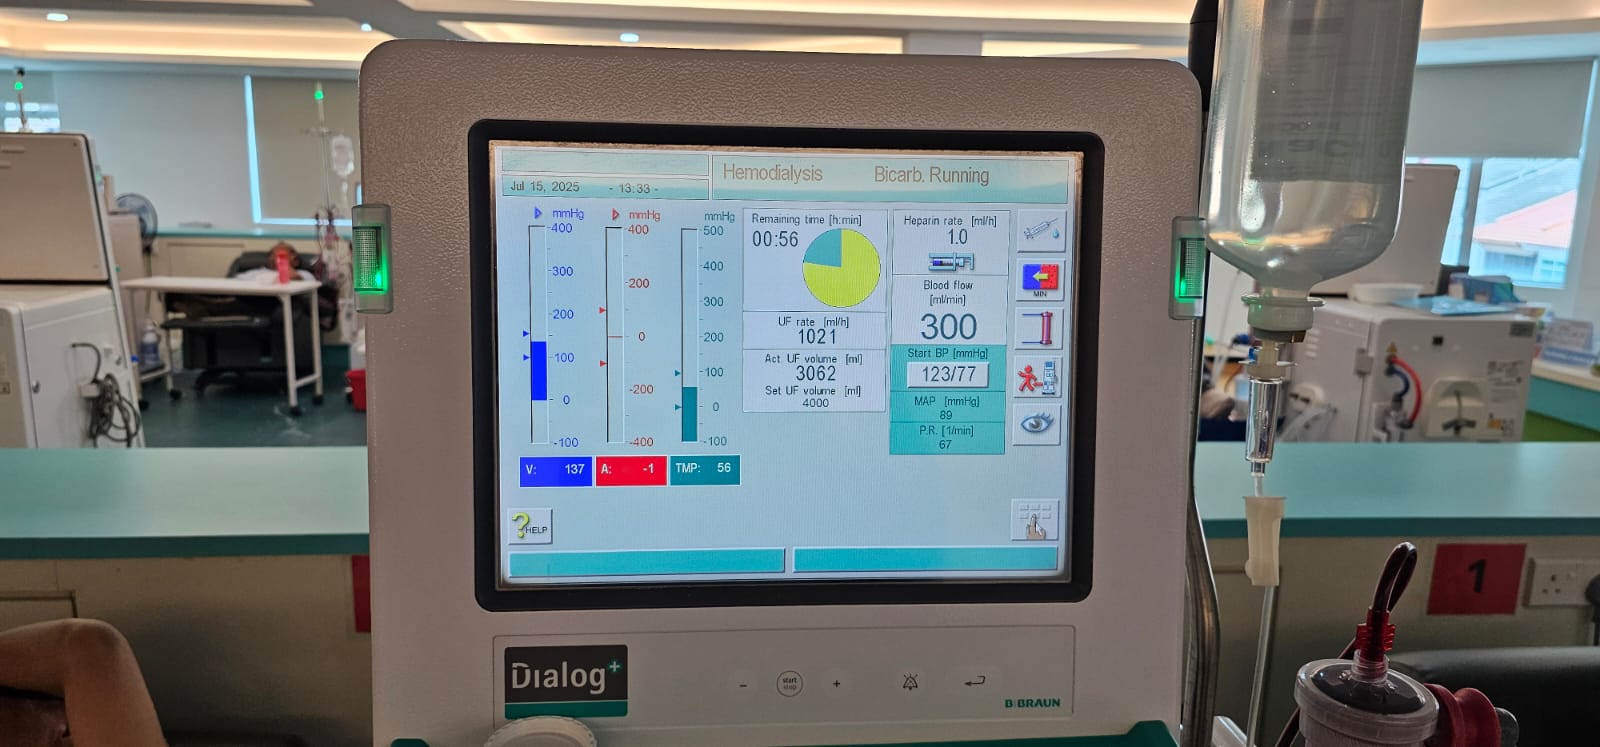 Hemodialysis Bicarb. Running
Jul 15, 2025 - 13:33 -
mmHg mmHg mmHg
400 400 500
300 200 400
200 0 300
100 -200 200
0 -400 100
-100 0
-100
V: 137 A: -1 TMP: 56
Remaining time [h:min]
00:56
UF rate [ml/h]
1021
Act. UF volume [ml]
3062
Set UF volume [ml]
4000
Heparin rate [ml/h]
1.0
Blood flow
[ml/min]
300
Start BP [mmHg]
123/77
MAP [mmHg]
89
P.R. [1/min]
67
MIN
? HELP
Dialog+
- start
stop +
B|BRAUN
1